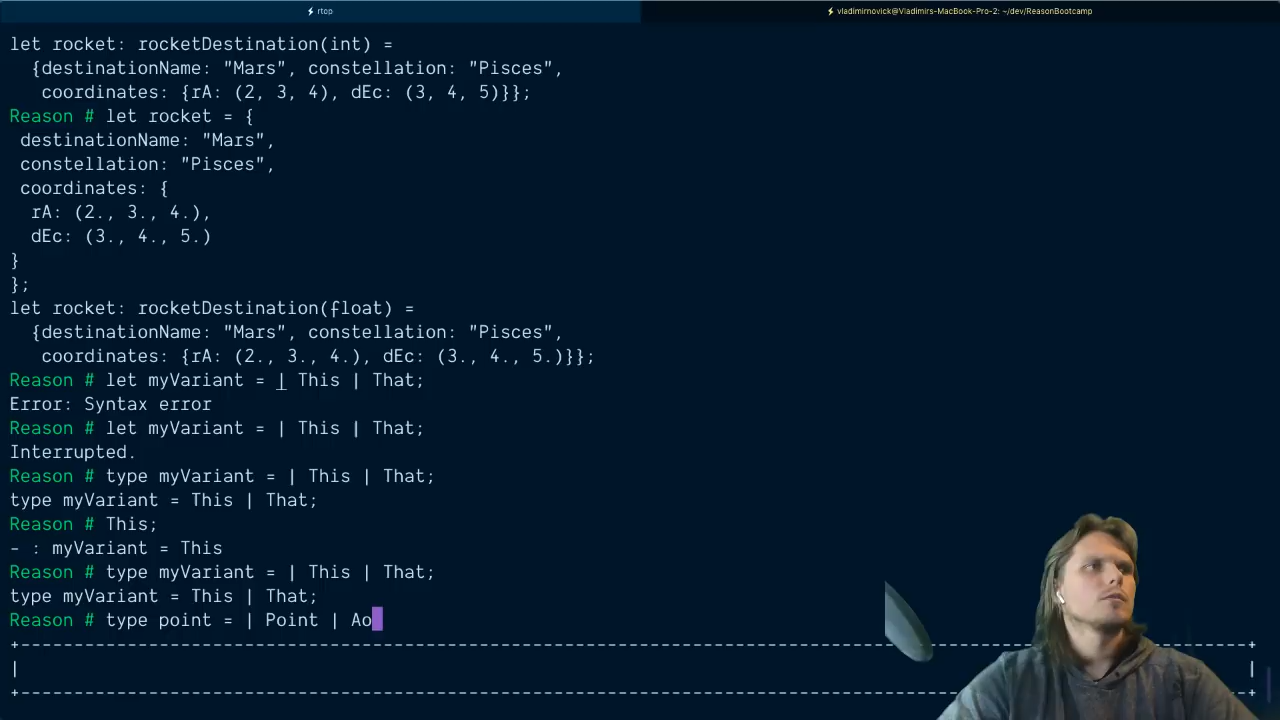 ⚡ rtop
⚡ vladimirnovick@Vladimirs-MacBook-Pro-2: ~/dev/ReasonBootcamp
let rocket: rocketDestination(int) =
  {destinationName: "Mars", constellation: "Pisces",
   coordinates: {rA: (2, 3, 4), dEc: (3, 4, 5)}};
Reason # let rocket = {
 destinationName: "Mars",
 constellation: "Pisces",
 coordinates: {
  rA: (2., 3., 4.),
  dEc: (3., 4., 5.)
}
};
let rocket: rocketDestination(float) =
  {destinationName: "Mars", constellation: "Pisces",
   coordinates: {rA: (2., 3., 4.), dEc: (3., 4., 5.)}};
Reason # let myVariant = | This | That;
Error: Syntax error
Reason # let myVariant = | This | That;
Interrupted.
Reason # type myVariant = | This | That;
type myVariant = This | That;
Reason # This;
- : myVariant = This
Reason # type myVariant = | This | That;
type myVariant = This | That;
Reason # type point = | Point | Ao